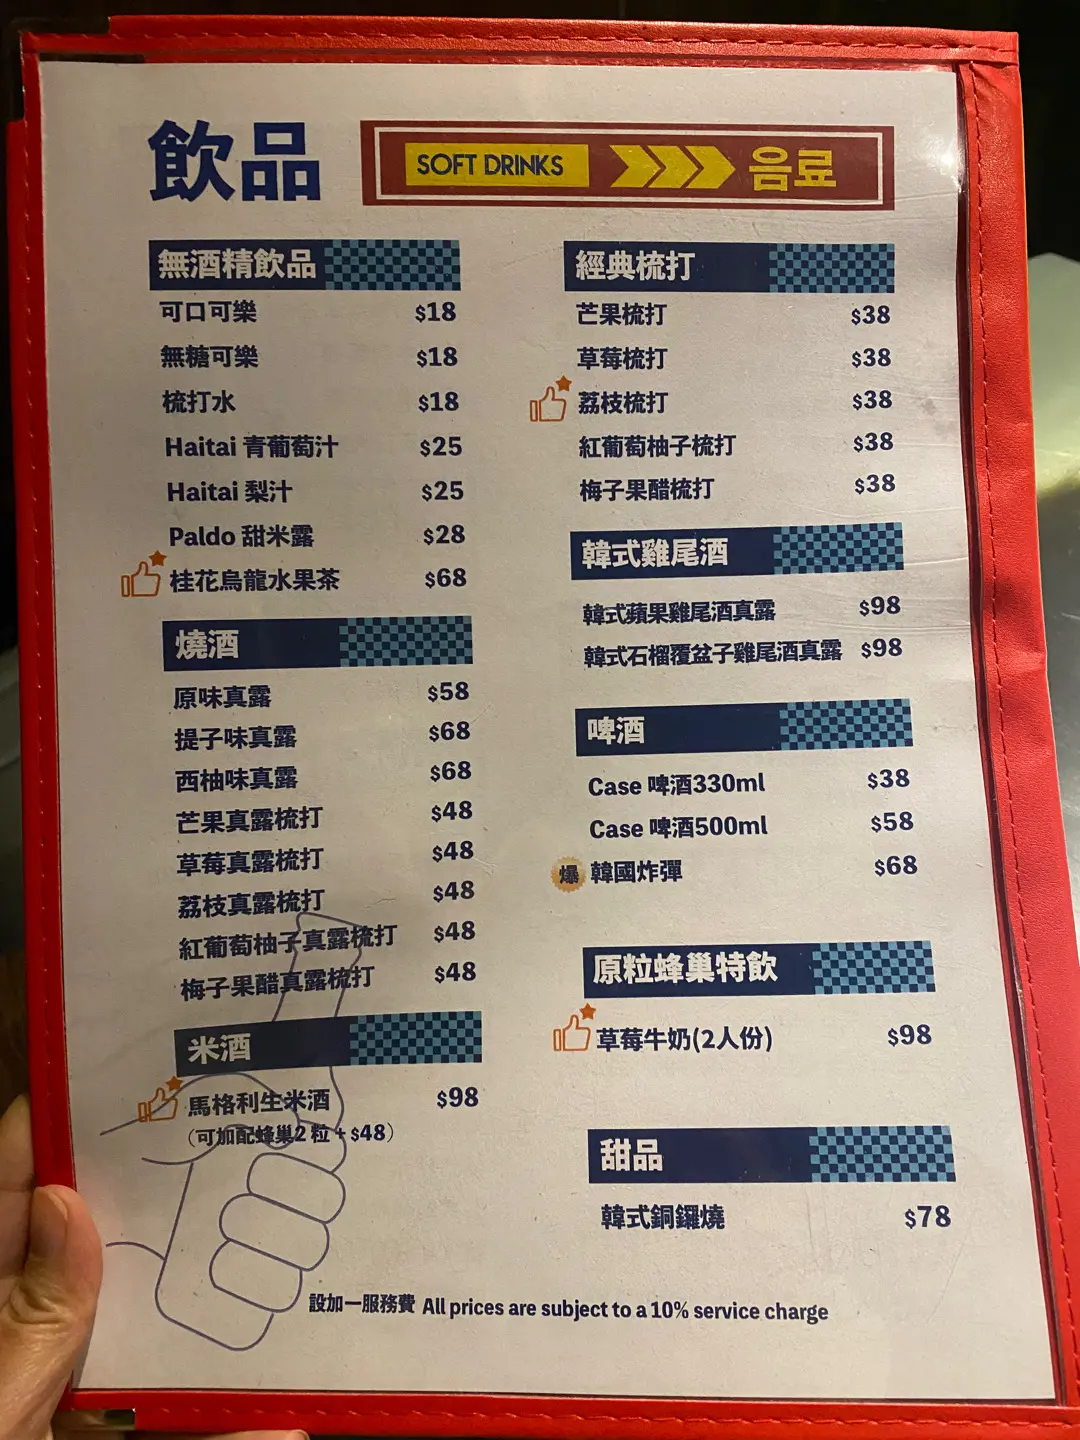 飲品
SOFT DRINKS 음료
無酒精飲品
可口可樂 $18
無糖可樂 $18
梳打水 $18
Haitai 青葡萄汁 $25
Haitai 梨汁 $25
Paldo 甜米露 $28
桂花烏龍水果茶 $68
燒酒
原味真露 $58
提子味真露 $68
西柚味真露 $68
芒果真露梳打 $48
草莓真露梳打 $48
荔枝真露梳打 $48
紅葡萄柚子真露梳打 $48
梅子果醋真露梳打 $48
米酒
馬格利生米酒 $98
(可加配蜂巢2粒+$48)
經典梳打
芒果梳打 $38
草莓梳打 $38
荔枝梳打 $38
紅葡萄柚子梳打 $38
梅子果醋梳打 $38
韓式雞尾酒
韓式蘋果雞尾酒真露 $98
韓式石榴覆盆子雞尾酒真露 $98
啤酒
Case 啤酒330ml $38
Case 啤酒500ml $58
爆 韓國炸彈 $68
原粒蜂巢特飲
草莓牛奶(2人份) $98
甜品
韓式銅鑼燒 $78
設加一服務費 All prices are subject to a 10% service charge